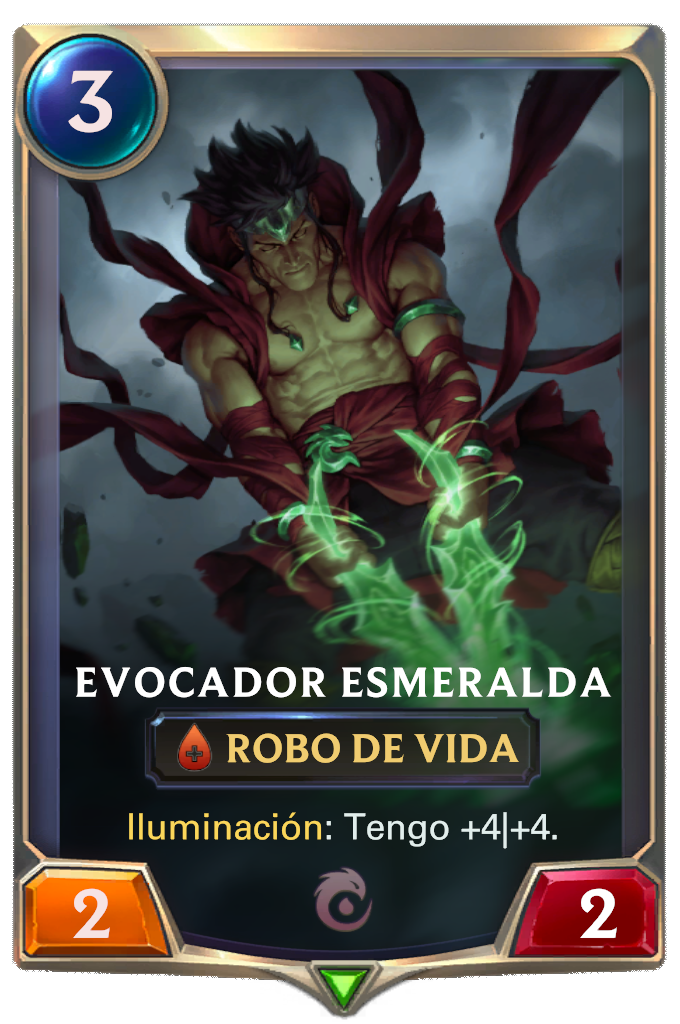 3
EVOCADOR ESMERALDA
ROBO DE VIDA
Iluminación: Tengo +4|+4.
2
2